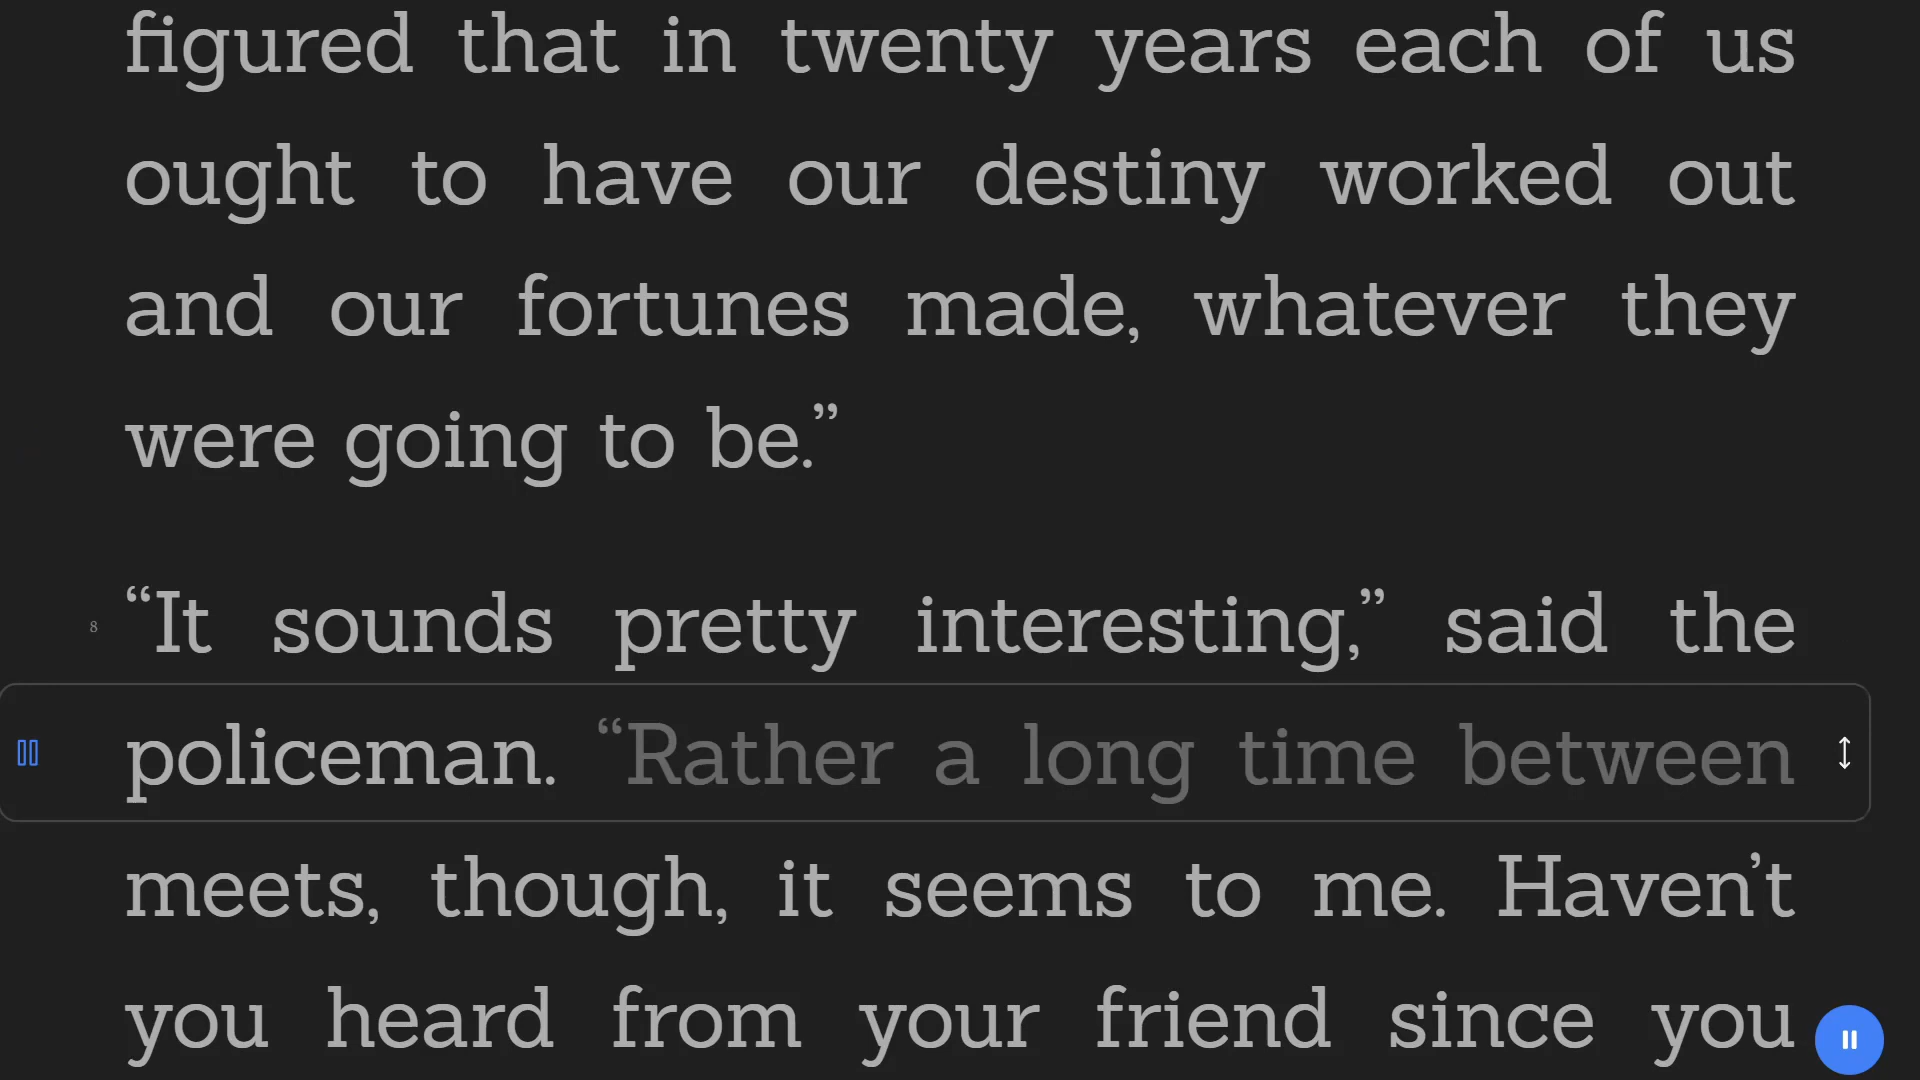 figured that in twenty years each of us
ought to have our destiny worked out
and our fortunes made, whatever they
were going to be.”
8
“It sounds pretty interesting,” said the
policeman. “Rather a long time between
meets, though, it seems to me. Haven’t
you heard from your friend since you